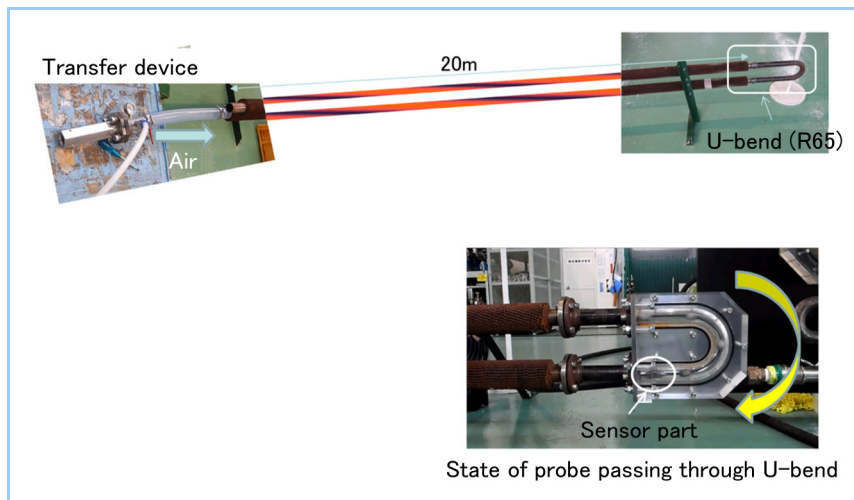 Transfer device
20m
Air
U-bend (R65)
Sensor part
State of probe passing through U-bend